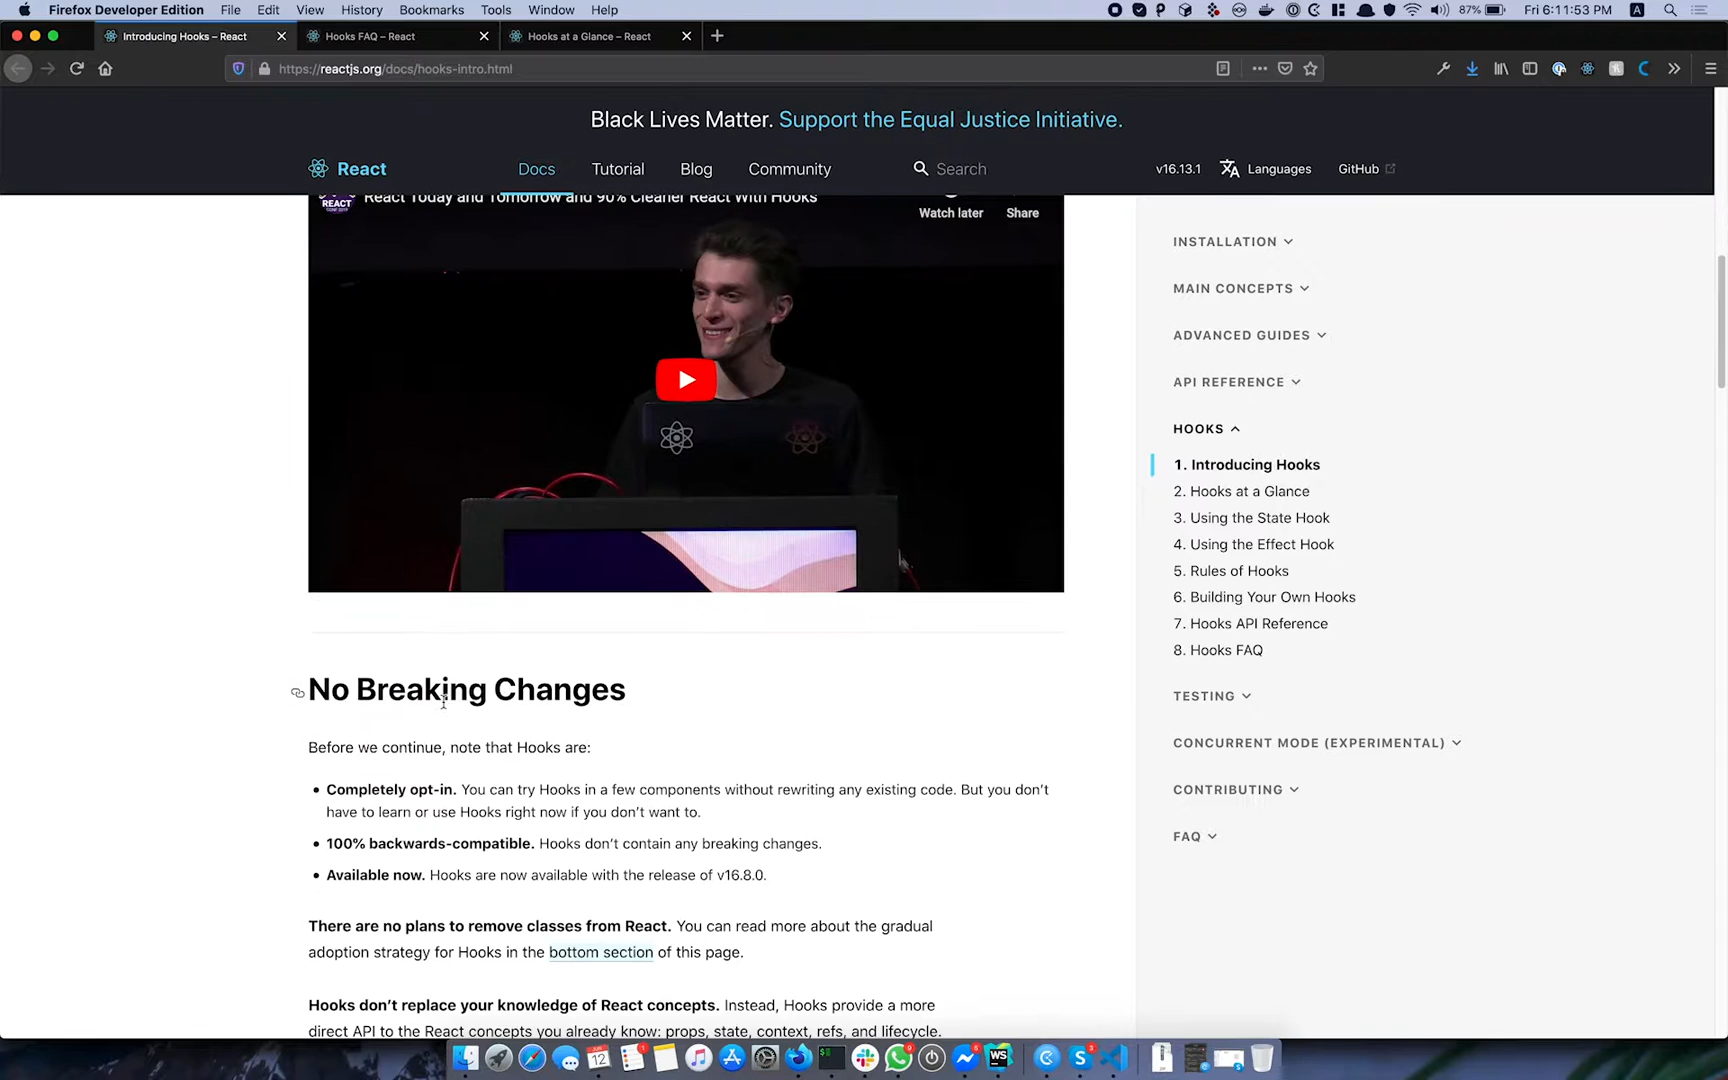 Firefox Developer Edition File Edit View History Bookmarks Tools Window Help 87% Fri 6:11:53 PM A
Introducing Hooks – React Hooks FAQ – React Hooks at a Glance – React
https://reactjs.org/docs/hooks-intro.html
Black Lives Matter. Support the Equal Justice Initiative.
React Docs Tutorial Blog Community Search v16.13.1 Languages GitHub
REACT React Today and Tomorrow and 90% Cleaner React With Hooks
Watch later Share
No Breaking Changes
Before we continue, note that Hooks are:
• Completely opt-in. You can try Hooks in a few components without rewriting any existing code. But you don’t
have to learn or use Hooks right now if you don’t want to.
• 100% backwards-compatible. Hooks don’t contain any breaking changes.
• Available now. Hooks are now available with the release of v16.8.0.
There are no plans to remove classes from React. You can read more about the gradual
adoption strategy for Hooks in the bottom section of this page.
Hooks don’t replace your knowledge of React concepts. Instead, Hooks provide a more
direct API to the React concepts you already know: props, state, context, refs, and lifecycle.
INSTALLATION
MAIN CONCEPTS
ADVANCED GUIDES
API REFERENCE
HOOKS
1. Introducing Hooks
2. Hooks at a Glance
3. Using the State Hook
4. Using the Effect Hook
5. Rules of Hooks
6. Building Your Own Hooks
7. Hooks API Reference
8. Hooks FAQ
TESTING
CONCURRENT MODE (EXPERIMENTAL)
CONTRIBUTING
FAQ
12
WS